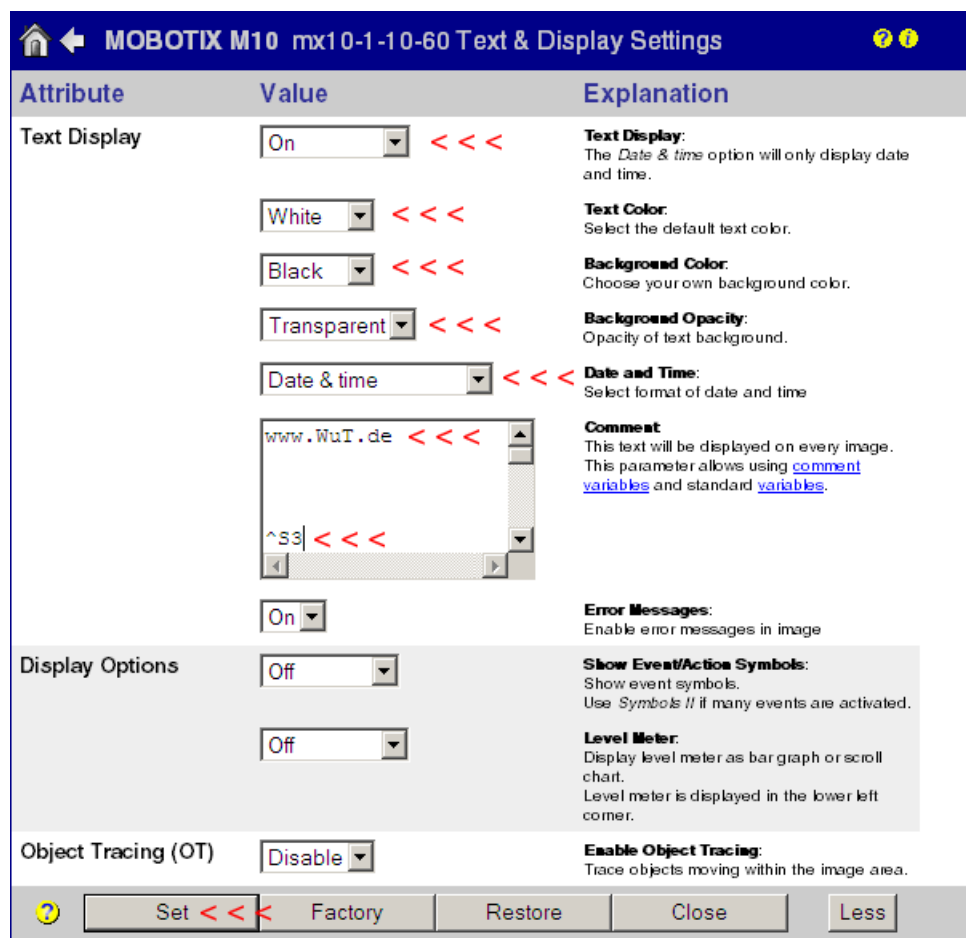 MOBOTIX M10 mx10-1-10-60 Text & Display Settings ? i
Attribute Value Explanation
Text Display
On < < <
Text Display:
The Date & time option will only display date
and time.
White < < <
Text Color:
Select the default text color.
Black < < <
Background Color:
Choose your own background color.
Transparent < < <
Background Opacity:
Opacity of text background.
Date & time < < <
Date and Time:
Select format of date and time
www.WuT.de < < <
^S3 < < <
Comment
This text will be displayed on every image.
This parameter allows using comment
variables and standard variables.
On
Error Messages:
Enable error messages in image
Display Options
Off
Show Event/Action Symbols:
Show event symbols.
Use Symbols II if many events are activated.
Off
Level Meter:
Display level meter as bar graph or scroll
chart.
Level meter is displayed in the lower left
corner.
Object Tracing (OT)
Disable
Enable Object Tracing:
Trace objects moving within the image area.
? Set < < < Factory Restore Close Less